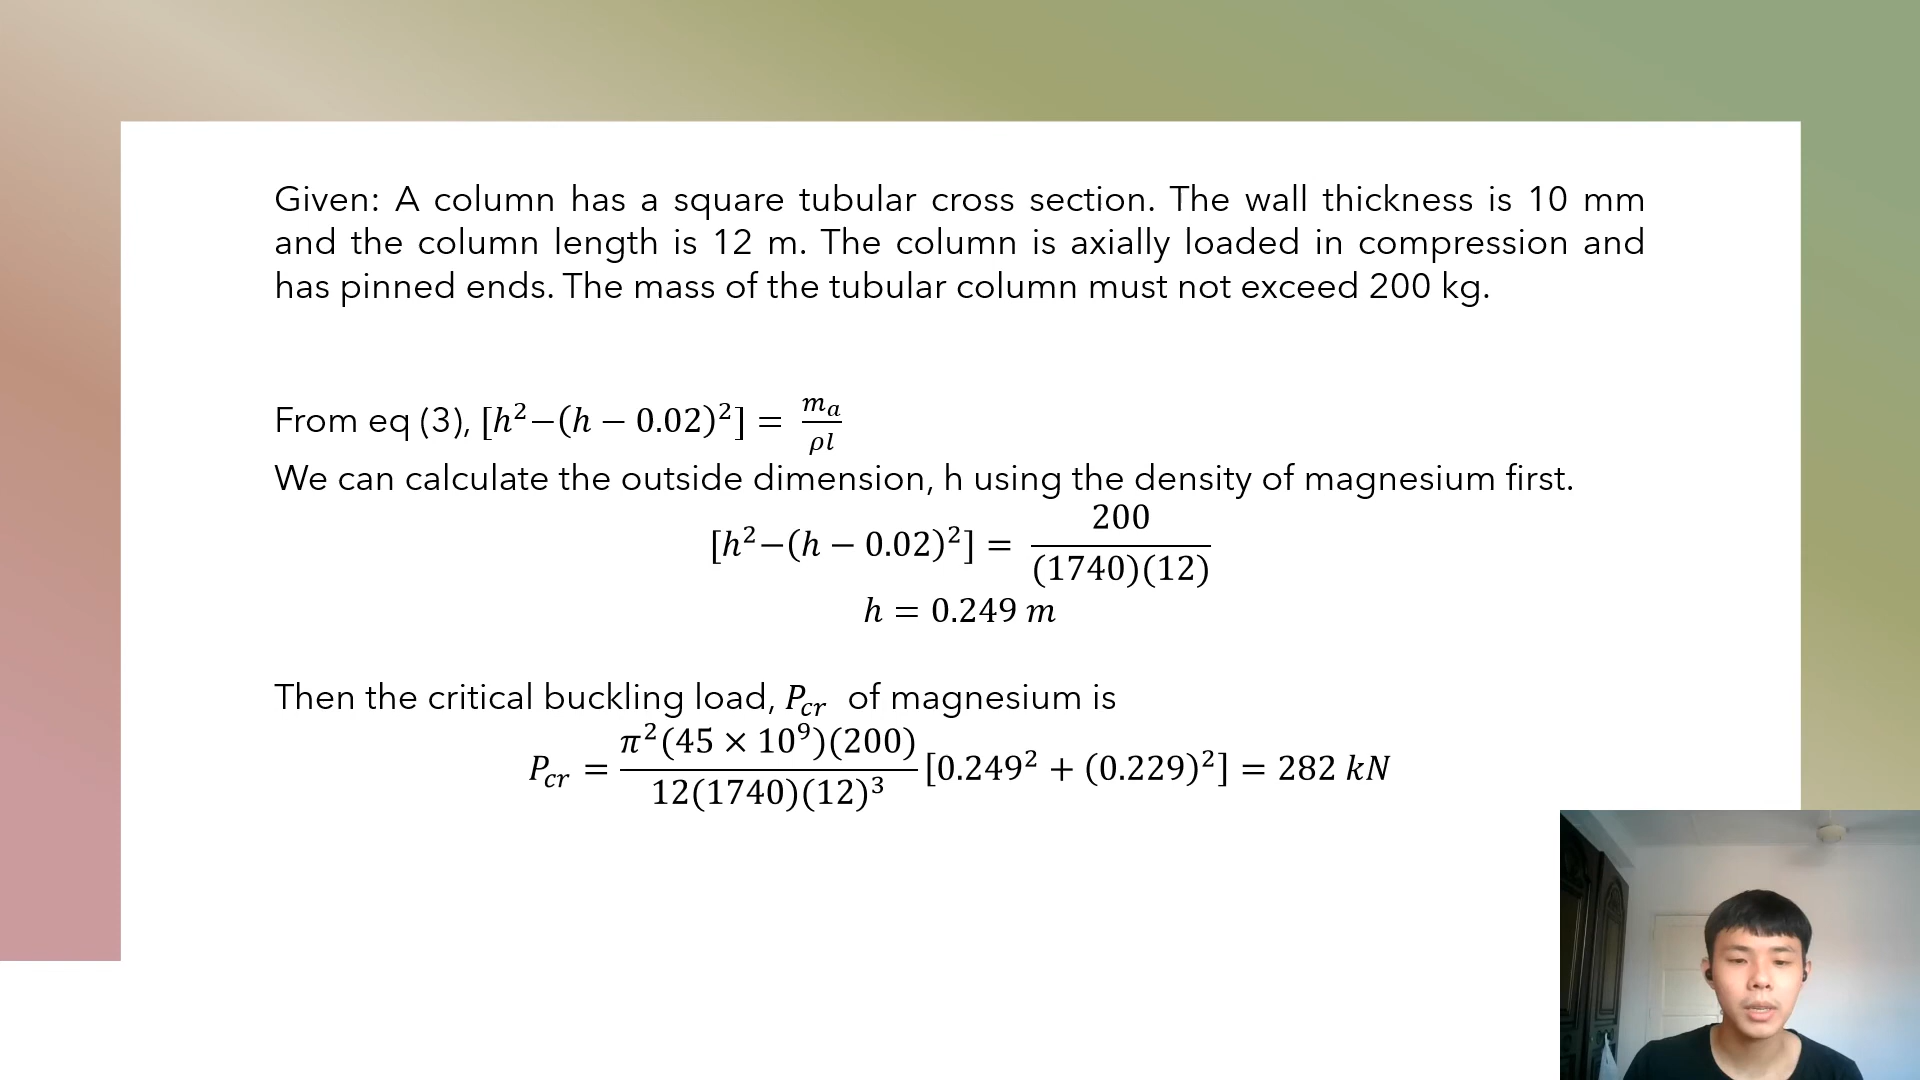 Given: A column has a square tubular cross section. The wall thickness is 10 mm
and the column length is 12 m. The column is axially loaded in compression and
has pinned ends. The mass of the tubular column must not exceed 200 kg.
From eq (3), [ℎ²−(ℎ − 0.02)²] = 𝑚ₐ/𝜌𝑙
We can calculate the outside dimension, h using the density of magnesium first.
[ℎ²−(ℎ − 0.02)²] = 200/(1740)(12)
ℎ = 0.249 𝑚
Then the critical buckling load, 𝑃𝑐𝑟 of magnesium is
𝑃𝑐𝑟 = 𝜋²(45 × 10⁹)(200)/12(1740)(12)³ [0.249² + (0.229)²] = 282 𝑘𝑁